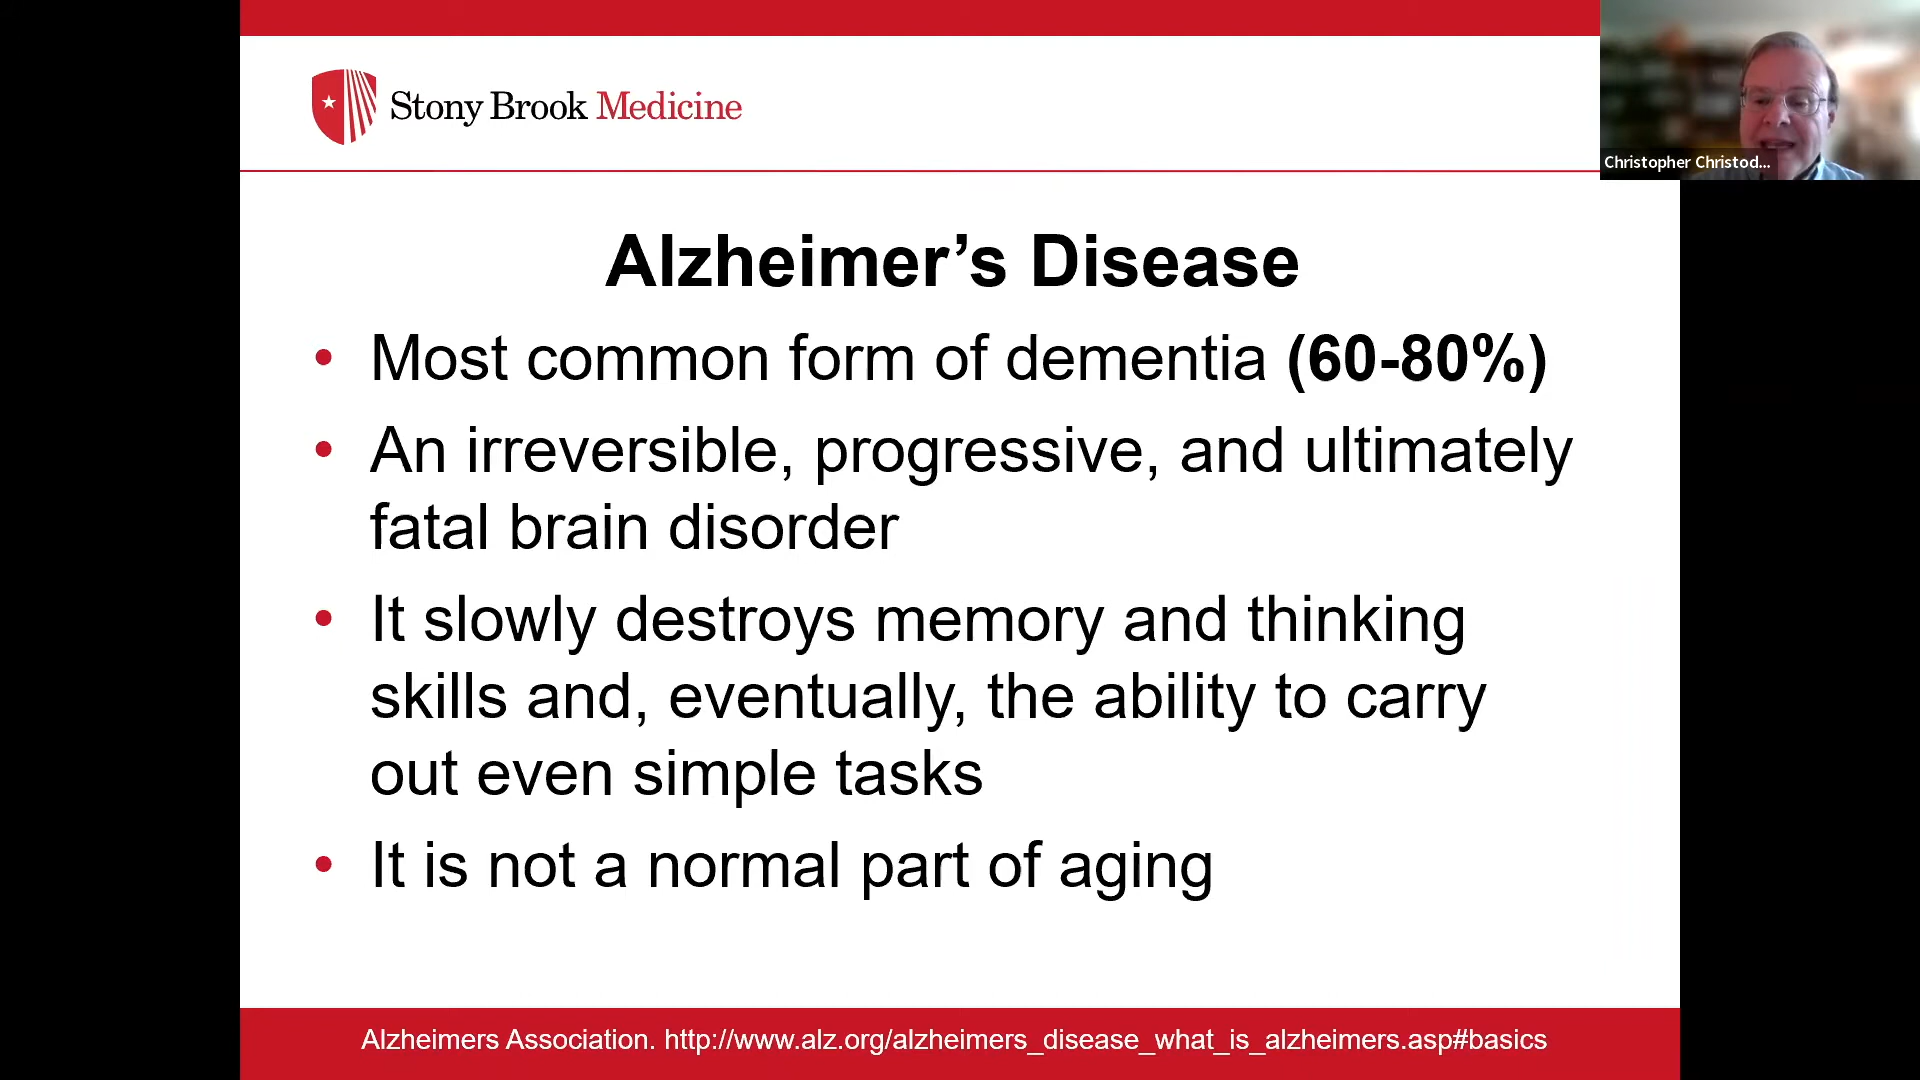 Stony Brook Medicine
Christopher Christod...
Alzheimer’s Disease
• Most common form of dementia (60-80%)
• An irreversible, progressive, and ultimately
fatal brain disorder
• It slowly destroys memory and thinking
skills and, eventually, the ability to carry
out even simple tasks
• It is not a normal part of aging
Alzheimers Association. http://www.alz.org/alzheimers_disease_what_is_alzheimers.asp#basics